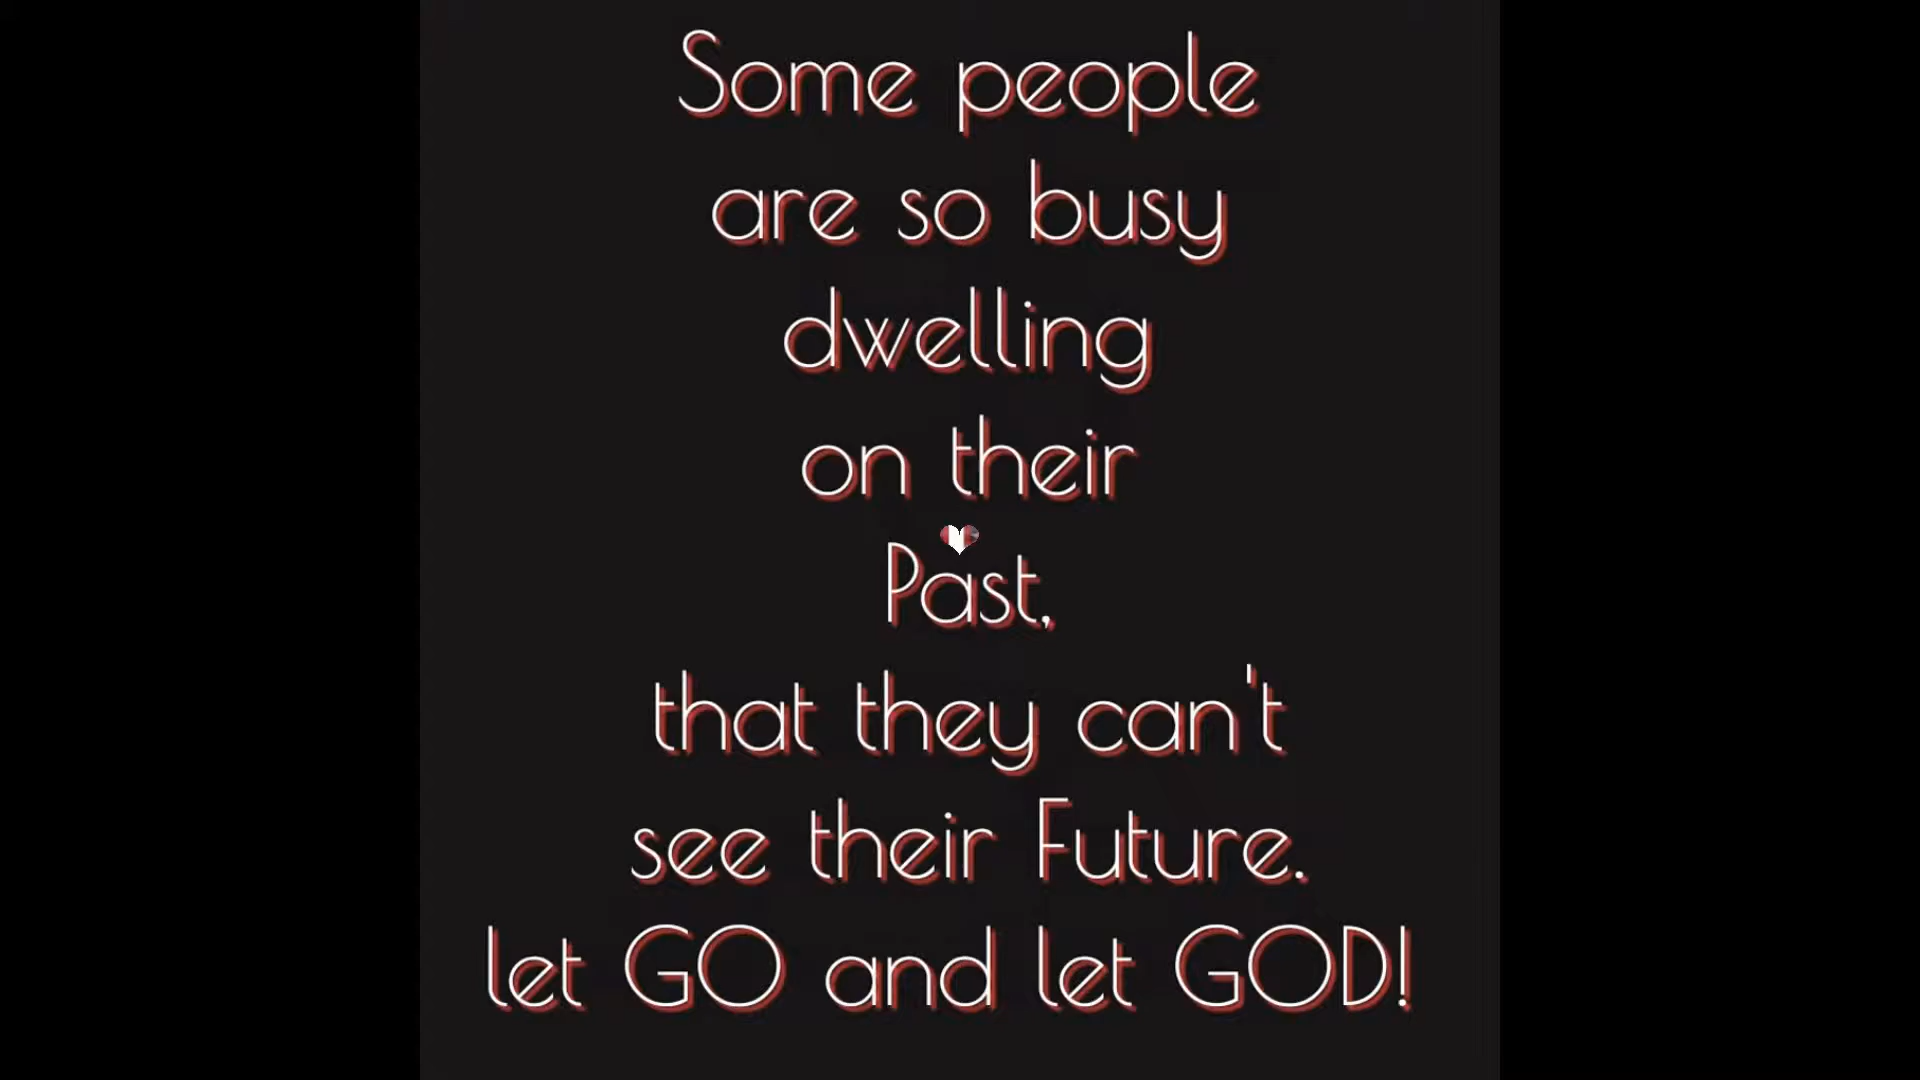 Some people
are so busy
dwelling
on their
Past,
that they can't
see their Future.
let GO and let GOD!